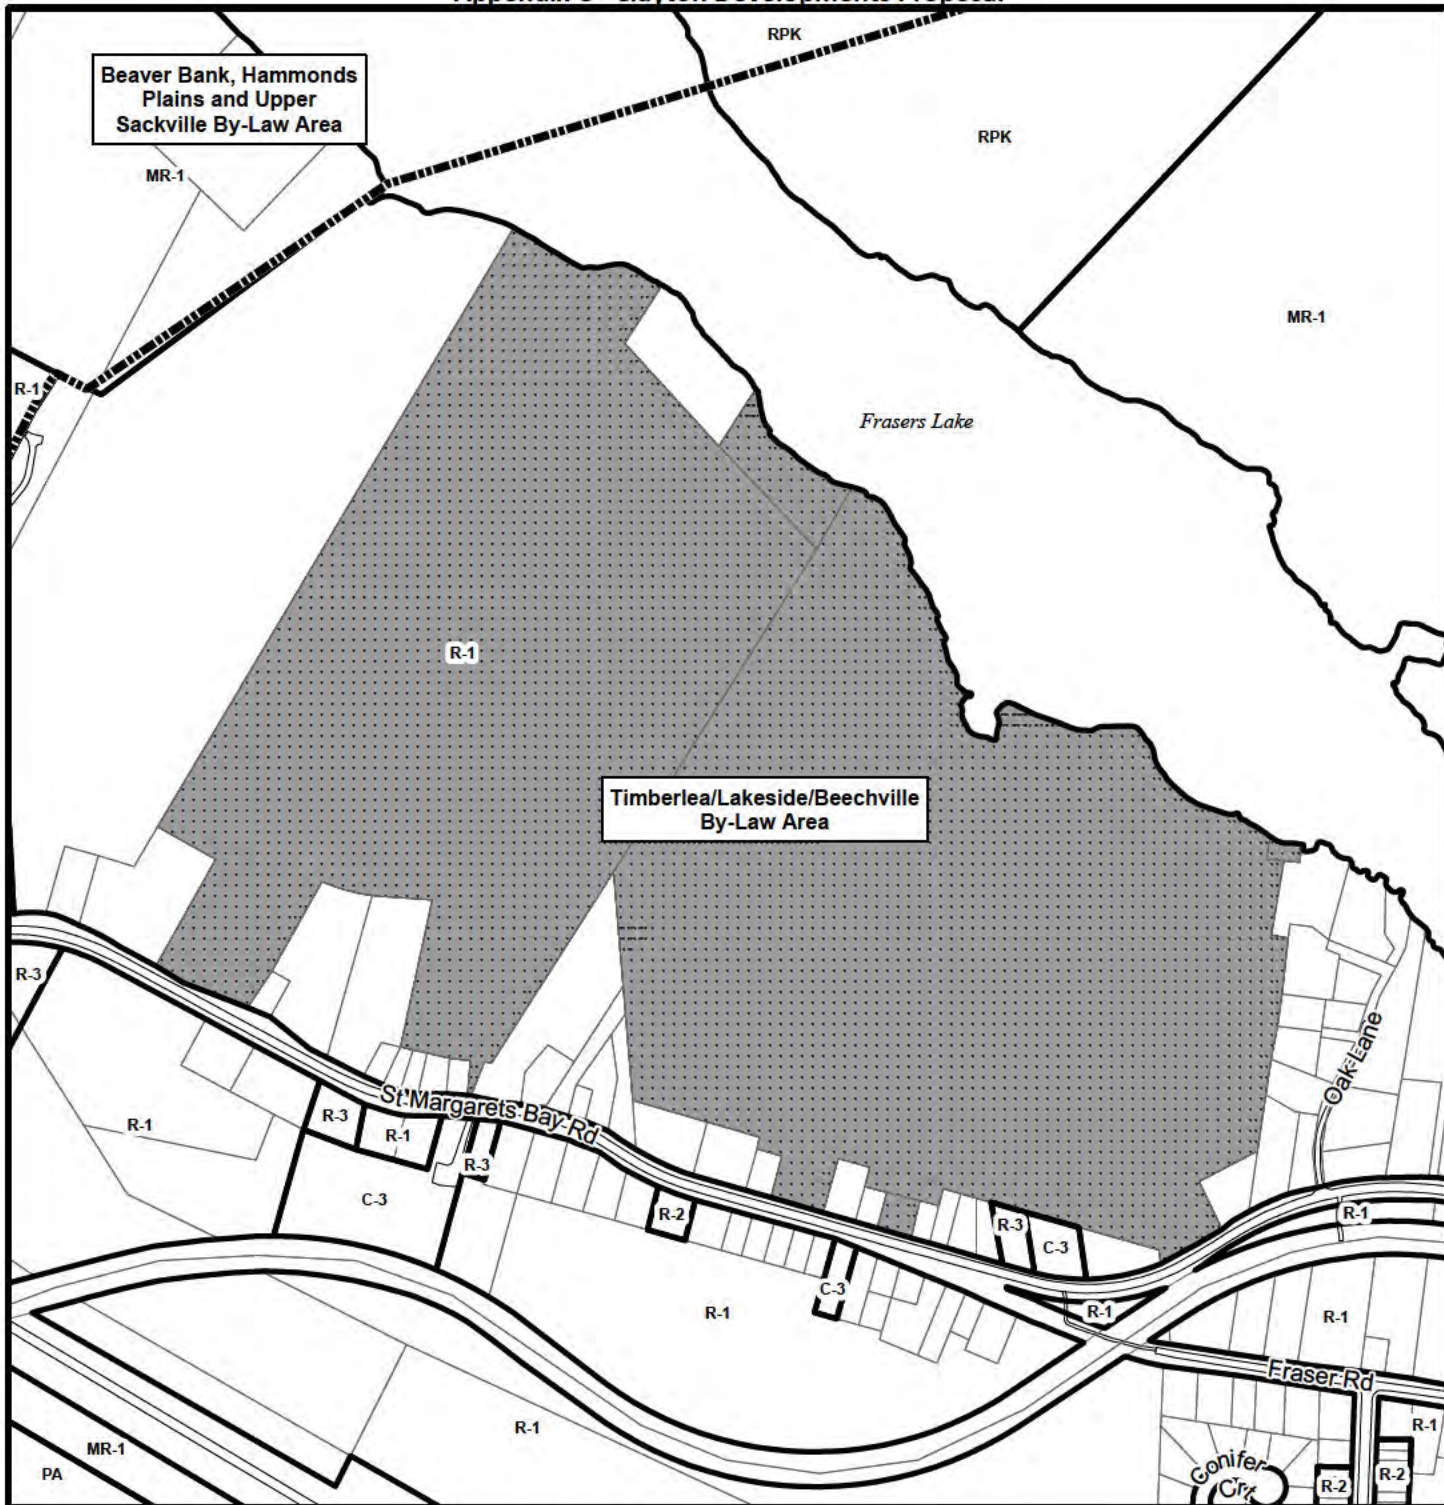 RPK
Beaver Bank, Hammonds
Plains and Upper
Sackville By-Law Area
RPK
MR-1
MR-1
R-1
Frasers Lake
R-1
Timberlea/Lakeside/Beechville
By-Law Area
R-3
Oak Lane
St Margarets Bay Rd
R-3
R-1
R-1
R-3
C-3
R-2
R-3
C-3
R-1
C-3
R-1
R-1
R-1
Fraser Rd
R-1
R-1
MR-1
PA
Conifer
Crt
R-2
R-2